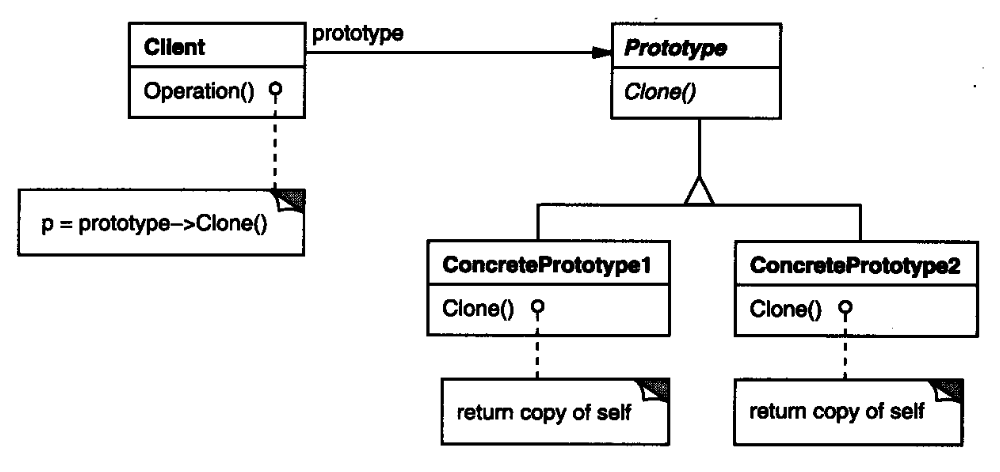 Client
prototype
Prototype
Operation()
Clone()
p = prototype–>Clone()
ConcretePrototype1
ConcretePrototype2
Clone()
Clone()
return copy of self
return copy of self